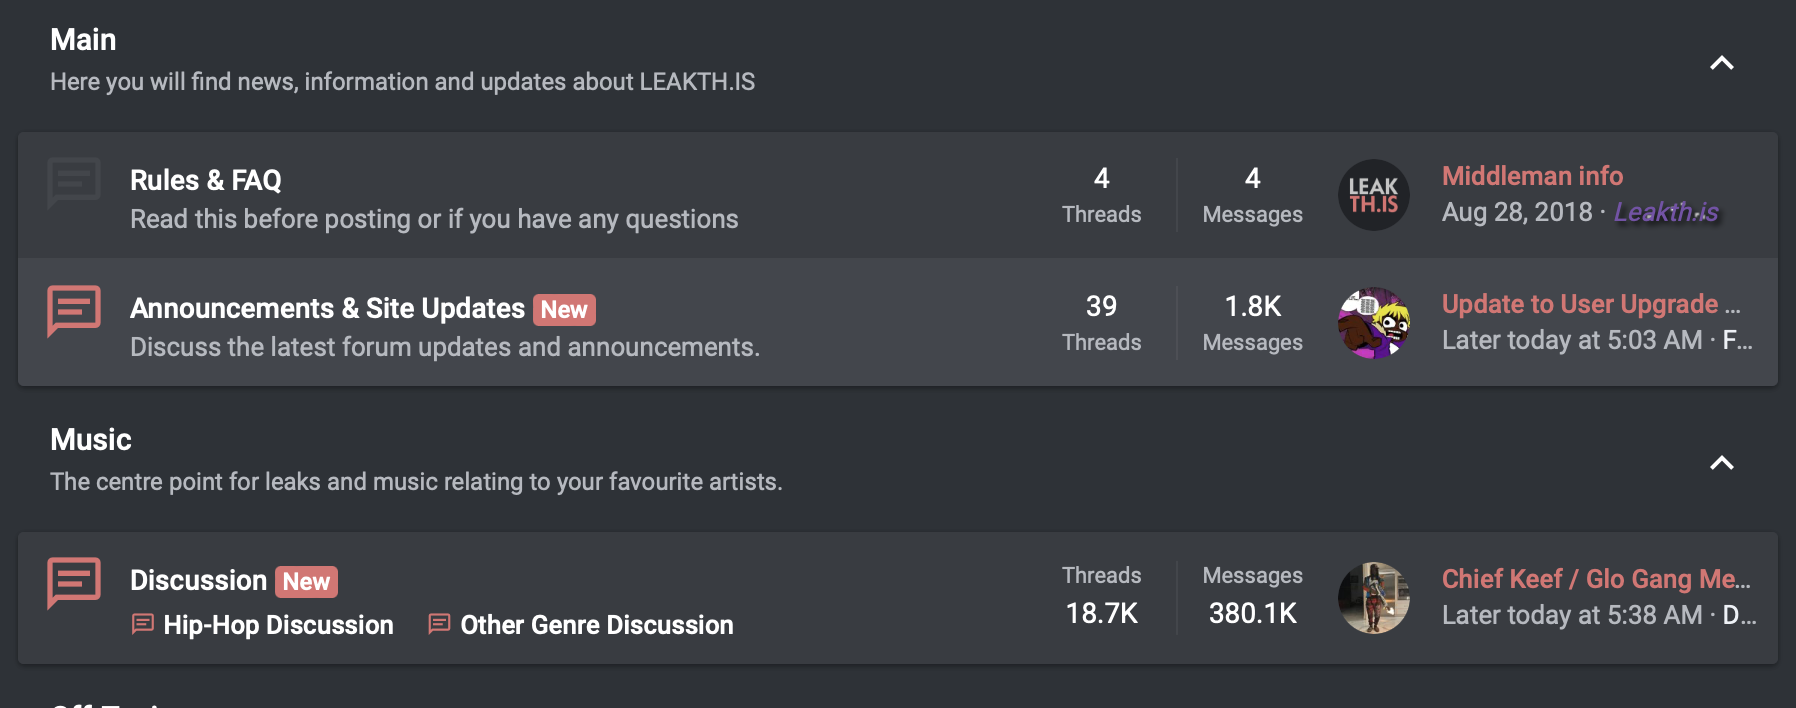 Main
Here you will find news, information and updates about LEAKTH.IS
Rules & FAQ
Read this before posting or if you have any questions
4
Threads
4
Messages
LEAK
TH.IS
Middleman info
Aug 28, 2018 · Leakth.is
Announcements & Site Updates New
Discuss the latest forum updates and announcements.
39
Threads
1.8K
Messages
Update to User Upgrade ...
Later today at 5:03 AM · F...
Music
The centre point for leaks and music relating to your favourite artists.
Discussion New
Hip-Hop Discussion Other Genre Discussion
Threads
18.7K
Messages
380.1K
Chief Keef / Glo Gang Me...
Later today at 5:38 AM · D...